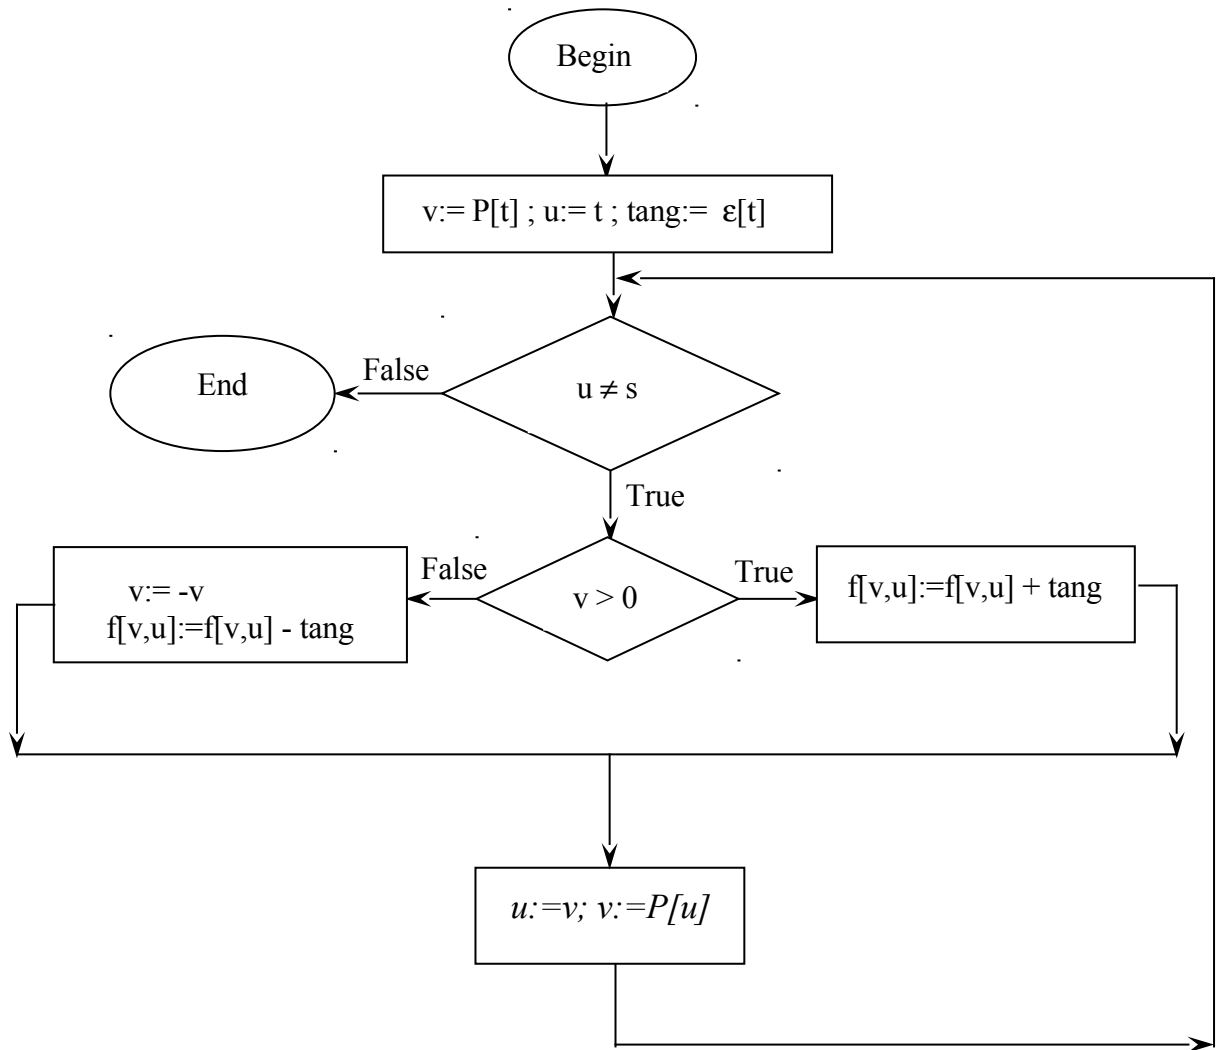 Begin
v:= P[t] ; u:= t ; tang:= ε[t]
False
End
u ≠ s
True
False
True
v:= -v
f[v,u]:=f[v,u] - tang
v > 0
f[v,u]:=f[v,u] + tang
u:=v; v:=P[u]